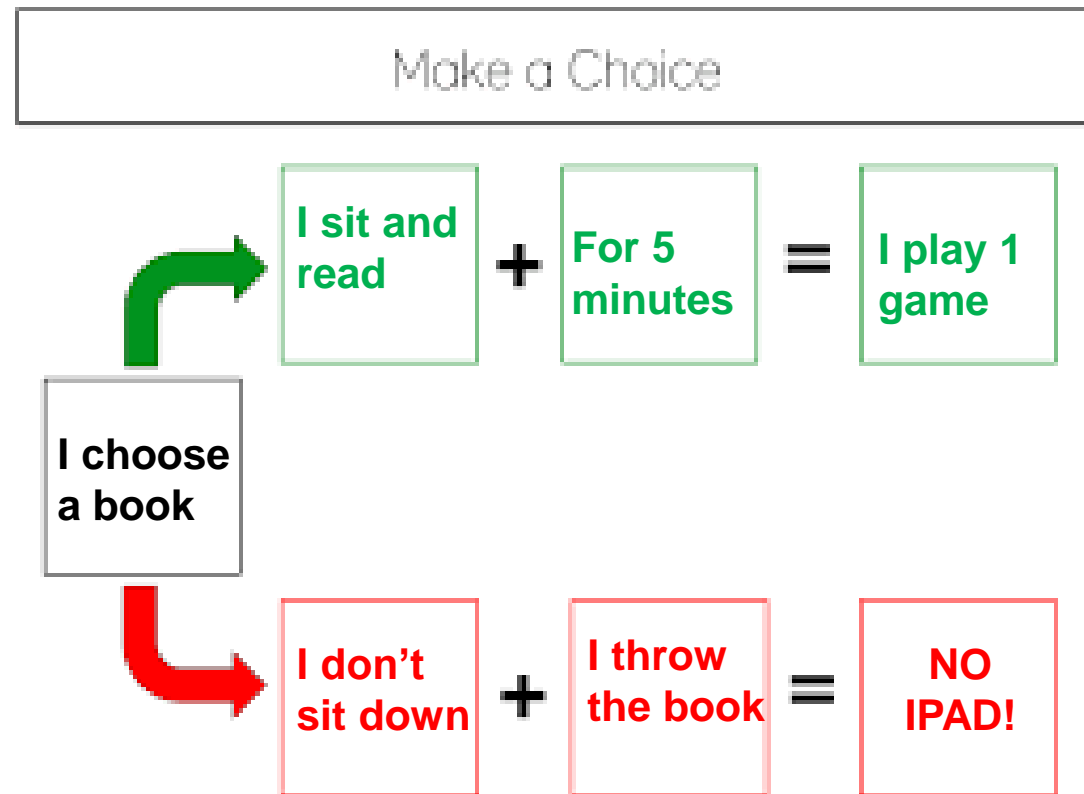 Make a Choice
I sit and
read
+
For 5
minutes
=
I play 1
game
I choose
a book
I don’t
sit down
+
I throw
the book
=
NO
IPAD!